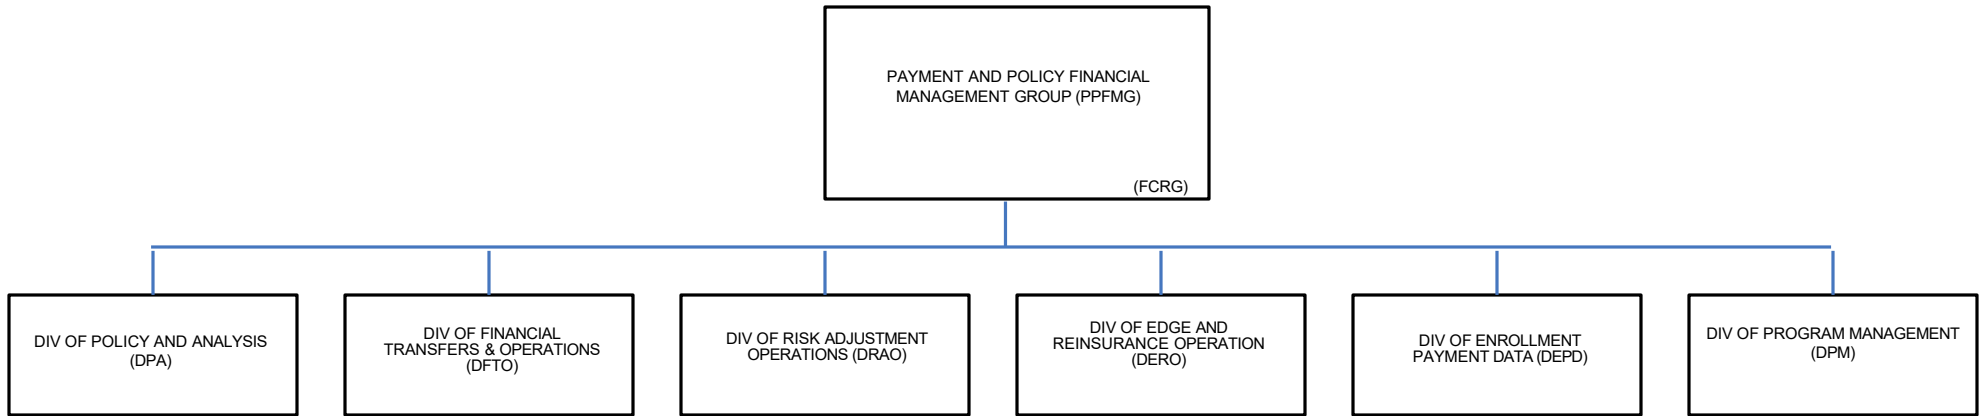 PAYMENT AND POLICY FINANCIAL
MANAGEMENT GROUP (PPFMG)
(FCRG)
DIV OF POLICY AND ANALYSIS
(DPA)
DIV OF FINANCIAL
TRANSFERS & OPERATIONS
(DFTO)
DIV OF RISK ADJUSTMENT
OPERATIONS (DRAO)
DIV OF EDGE AND
REINSURANCE OPERATION
(DERO)
DIV OF ENROLLMENT
PAYMENT DATA (DEPD)
DIV OF PROGRAM MANAGEMENT
(DPM)